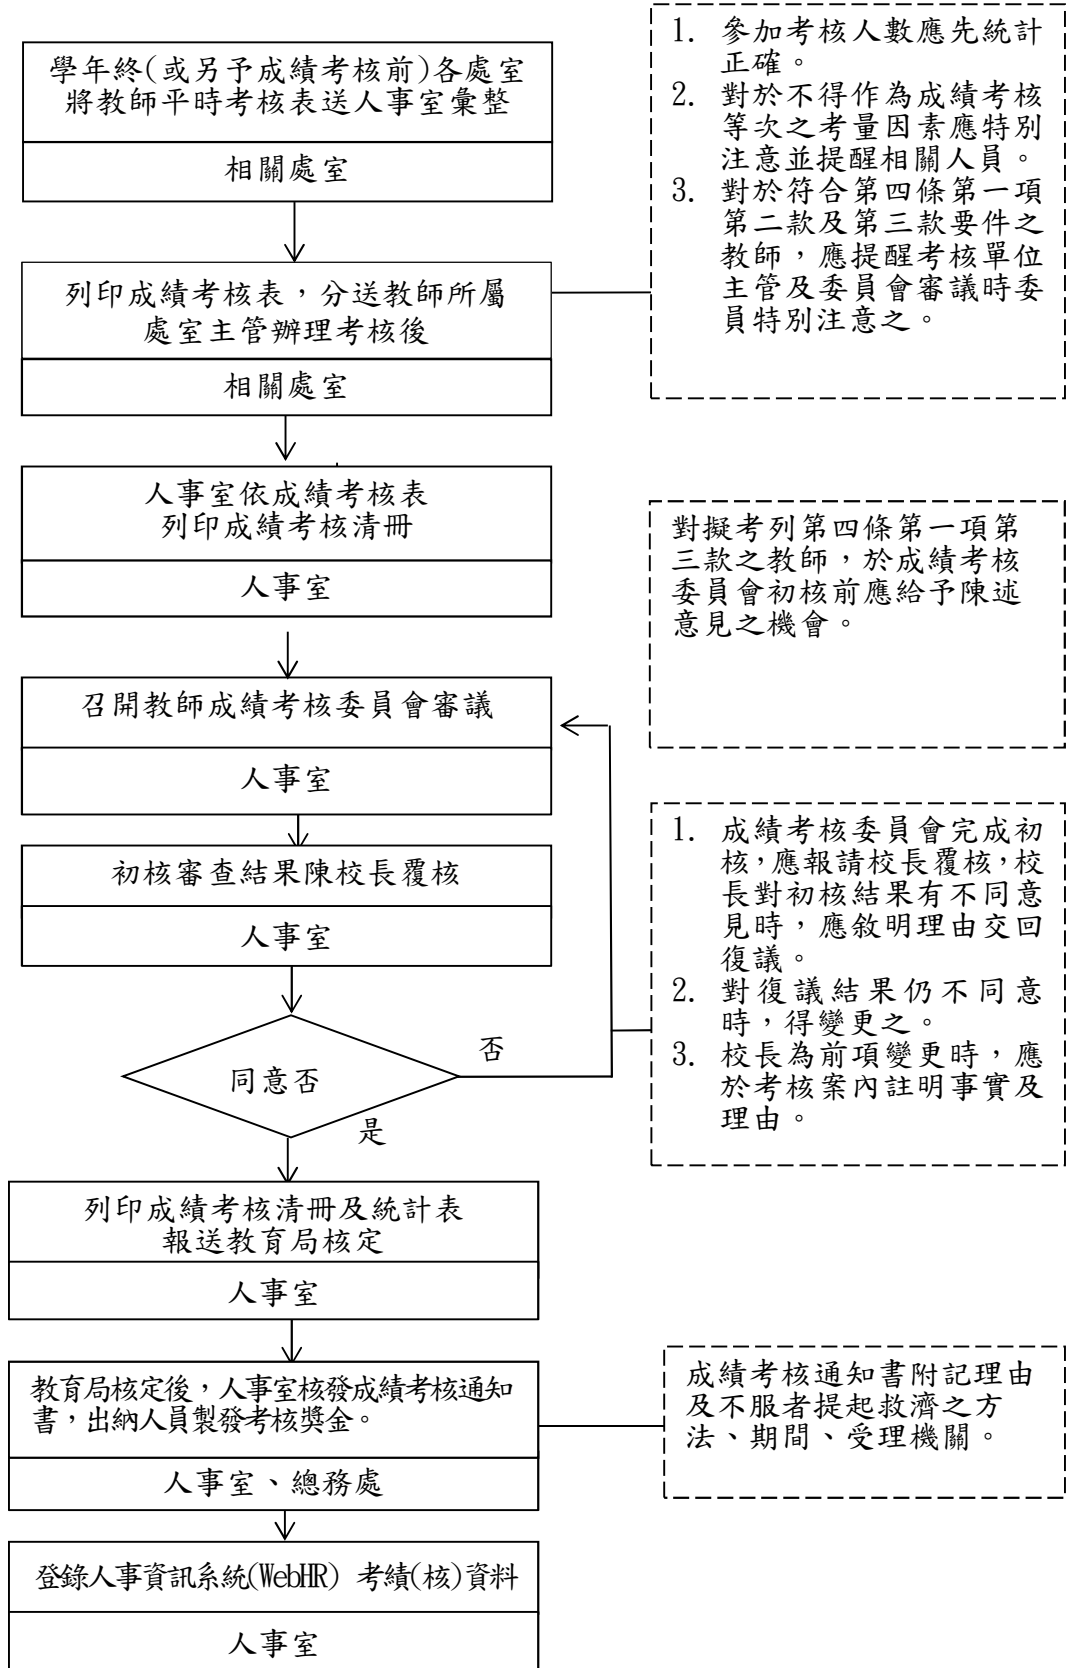 學年終(或另予成績考核前)各處室
將教師平時考核表送人事室彙整
相關處室
1. 參加考核人數應先統計
正確。
2. 對於不得作為成績考核
等次之考量因素應特別
注意並提醒相關人員。
3. 對於符合第四條第一項
第二款及第三款要件之
教師，應提醒考核單位
主管及委員會審議時委
員特別注意之。
列印成績考核表，分送教師所屬
處室主管辦理考核後
相關處室
人事室依成績考核表
列印成績考核清冊
人事室
對擬考列第四條第一項第
三款之教師，於成績考核
委員會初核前應給予陳述
意見之機會。
召開教師成績考核委員會審議
人事室
初核審查結果陳校長覆核
人事室
1. 成績考核委員會完成初
核，應報請校長覆核，校
長對初核結果有不同意
見時，應敘明理由交回
復議。
2. 對復議結果仍不同意
時，得變更之。
3. 校長為前項變更時，應
於考核案內註明事實及
理由。
同意否
否
是
列印成績考核清冊及統計表
報送教育局核定
人事室
教育局核定後，人事室核發成績考核通知
書，出納人員製發考核獎金。
人事室、總務處
成績考核通知書附記理由
及不服者提起救濟之方
法、期間、受理機關。
登錄人事資訊系統(WebHR) 考績(核)資料
人事室